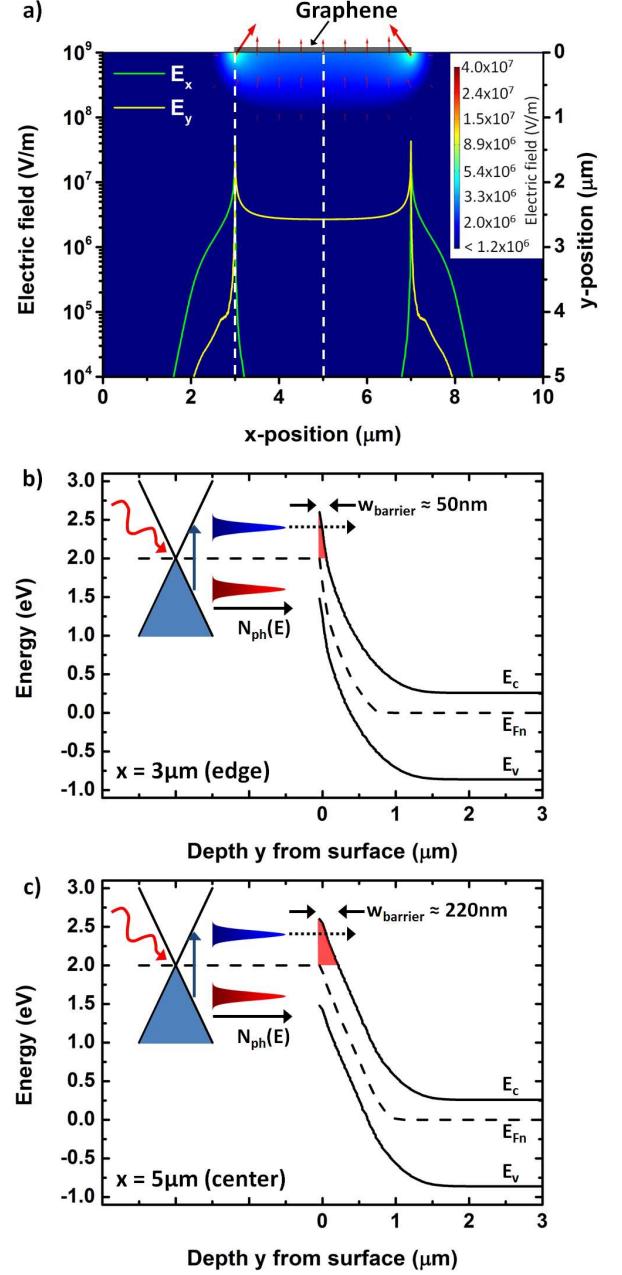 a)
Graphene
10⁹
10⁸
10⁷
10⁶
10⁵
10⁴
Electric field (V/m)
Eₓ
E_y
4.0x10⁷
2.4x10⁷
1.5x10⁷
8.9x10⁶
5.4x10⁶
3.3x10⁶
2.0x10⁶
< 1.2x10⁶
Electric field (V/m)
0
1
2
3
4
5
y-position (μm)
0 2 4 6 8 10
x-position (μm)
b)
3.0
2.5
2.0
1.5
1.0
0.5
0.0
-0.5
-1.0
Energy (eV)
w_barrier ≈ 50nm
N_ph(E)
E_c
E_Fn
E_v
x = 3μm (edge)
0 1 2 3
Depth y from surface (μm)
c)
3.0
2.5
2.0
1.5
1.0
0.5
0.0
-0.5
-1.0
Energy (eV)
w_barrier ≈ 220nm
N_ph(E)
E_c
E_Fn
E_v
x = 5μm (center)
0 1 2 3
Depth y from surface (μm)